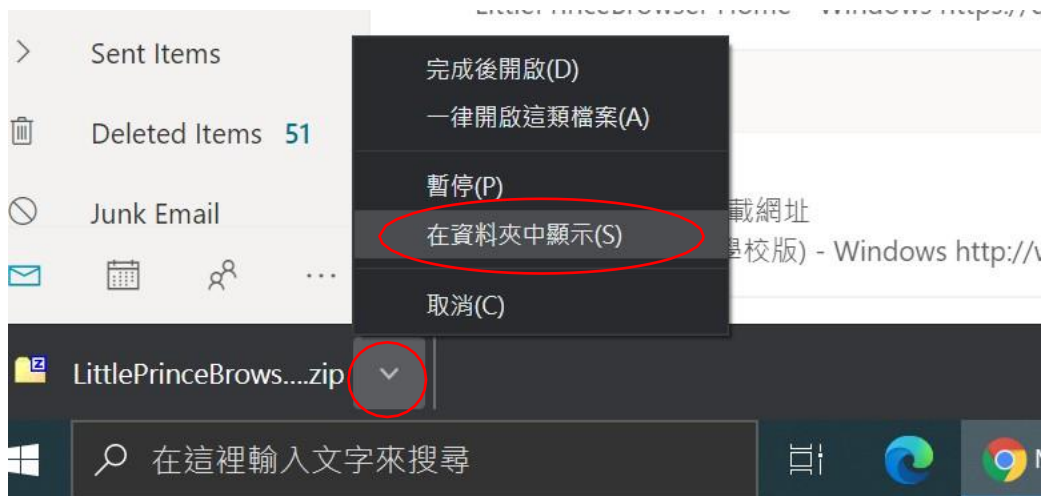 LittlePrinceBrowser Home - Windows https://
Sent Items
Deleted Items 51
Junk Email
...
完成後開啟(D)
一律開啟這類檔案(A)
暫停(P)
在資料夾中顯示(S)
取消(C)
載網址
學校版) - Windows http://
LittlePrinceBrows....zip
在這裡輸入文字來搜尋